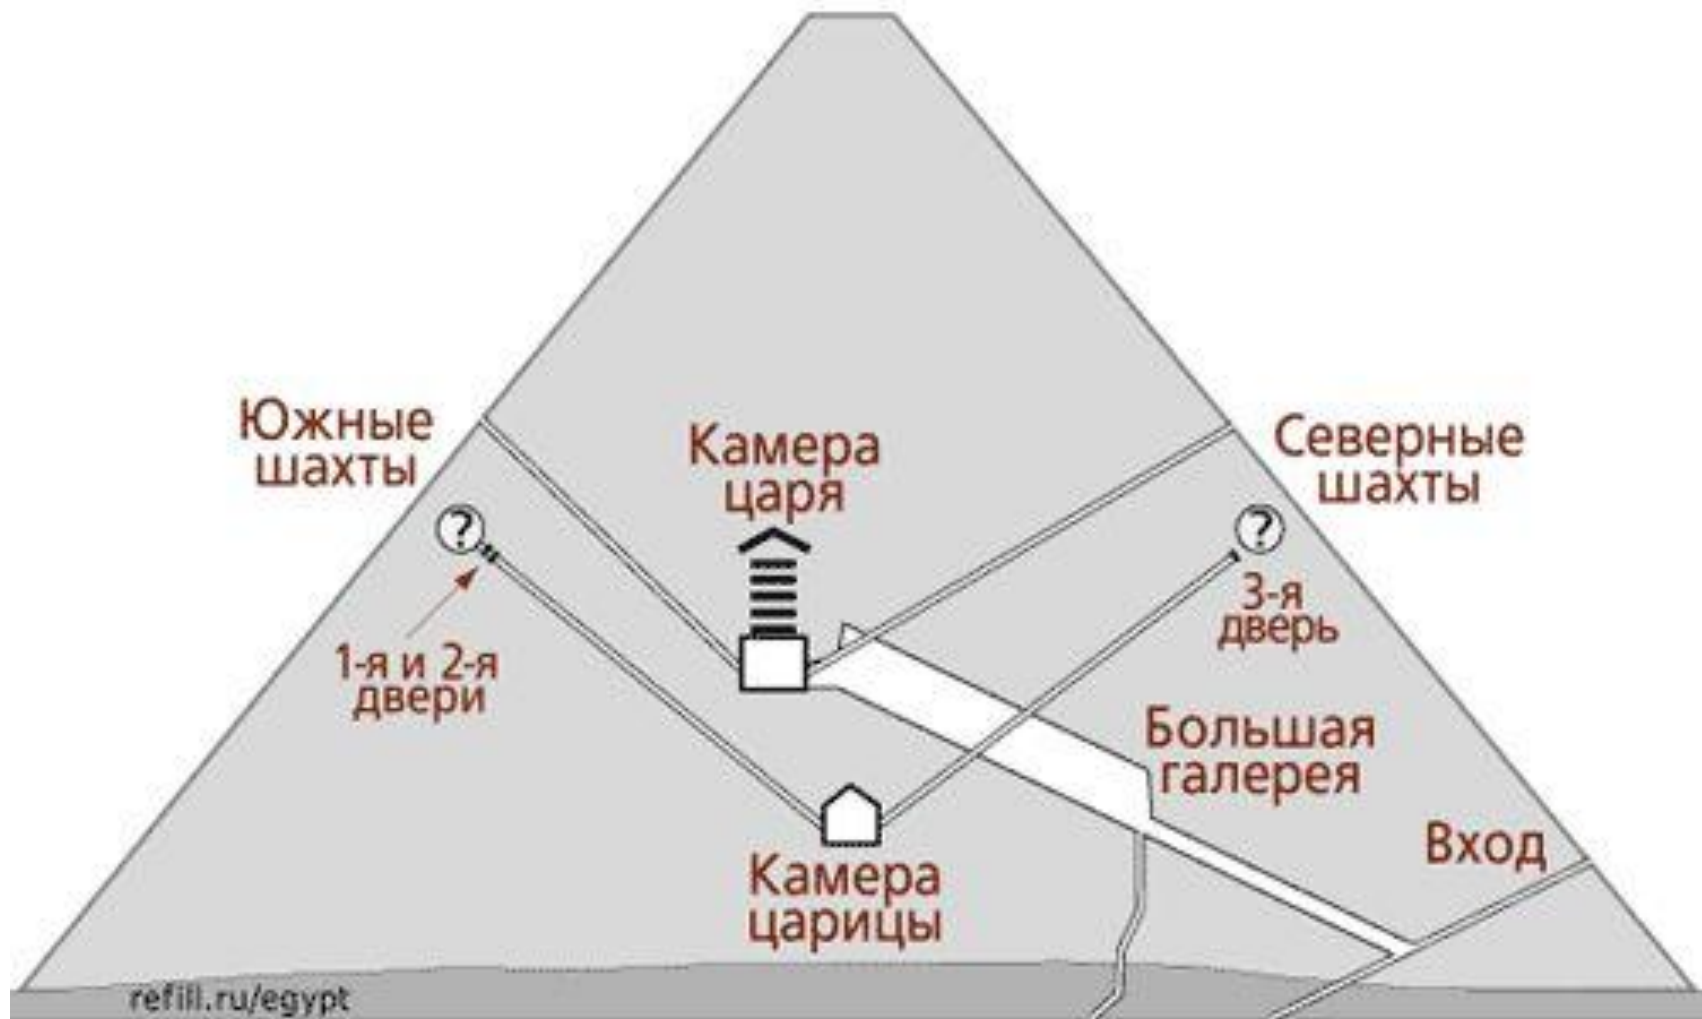 Южные
шахты
Камера
царя
Северные
шахты
?
?
1-я и 2-я
двери
3-я
дверь
Большая
галерея
Вход
Камера
царицы
refill.ru/egypt